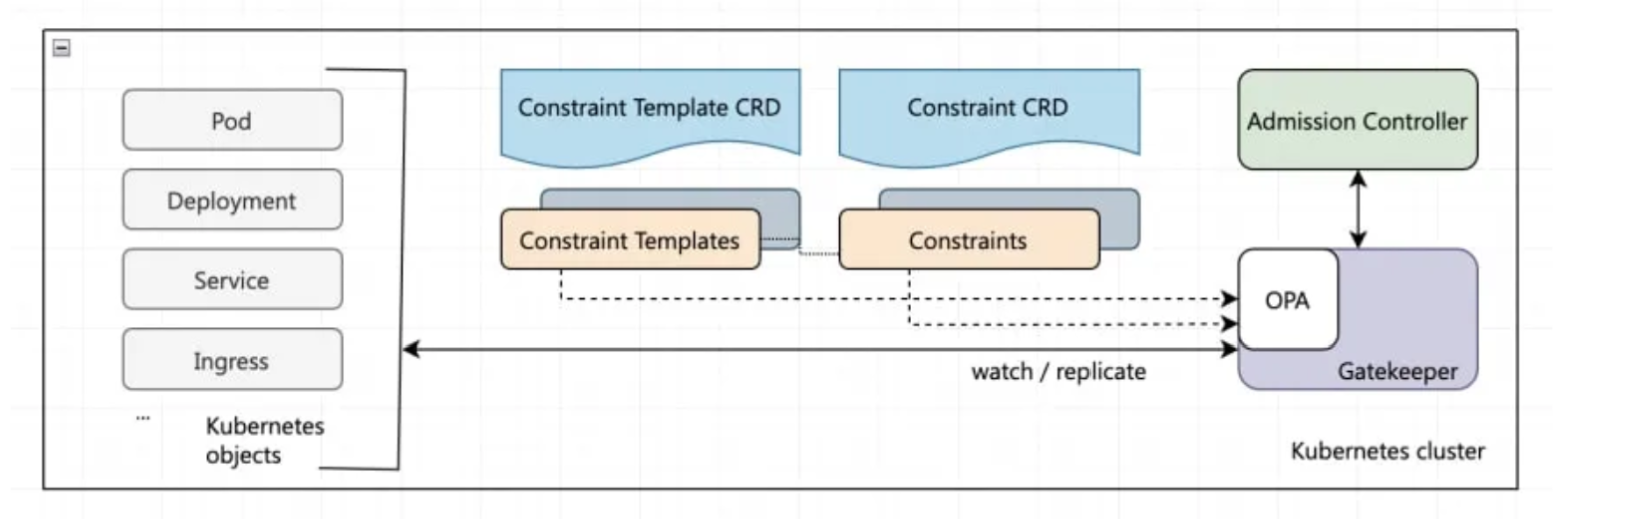 Pod
Deployment
Service
Ingress
...
Kubernetes
objects
Constraint Template CRD
Constraint CRD
Constraint Templates
Constraints
watch / replicate
Admission Controller
OPA
Gatekeeper
Kubernetes cluster